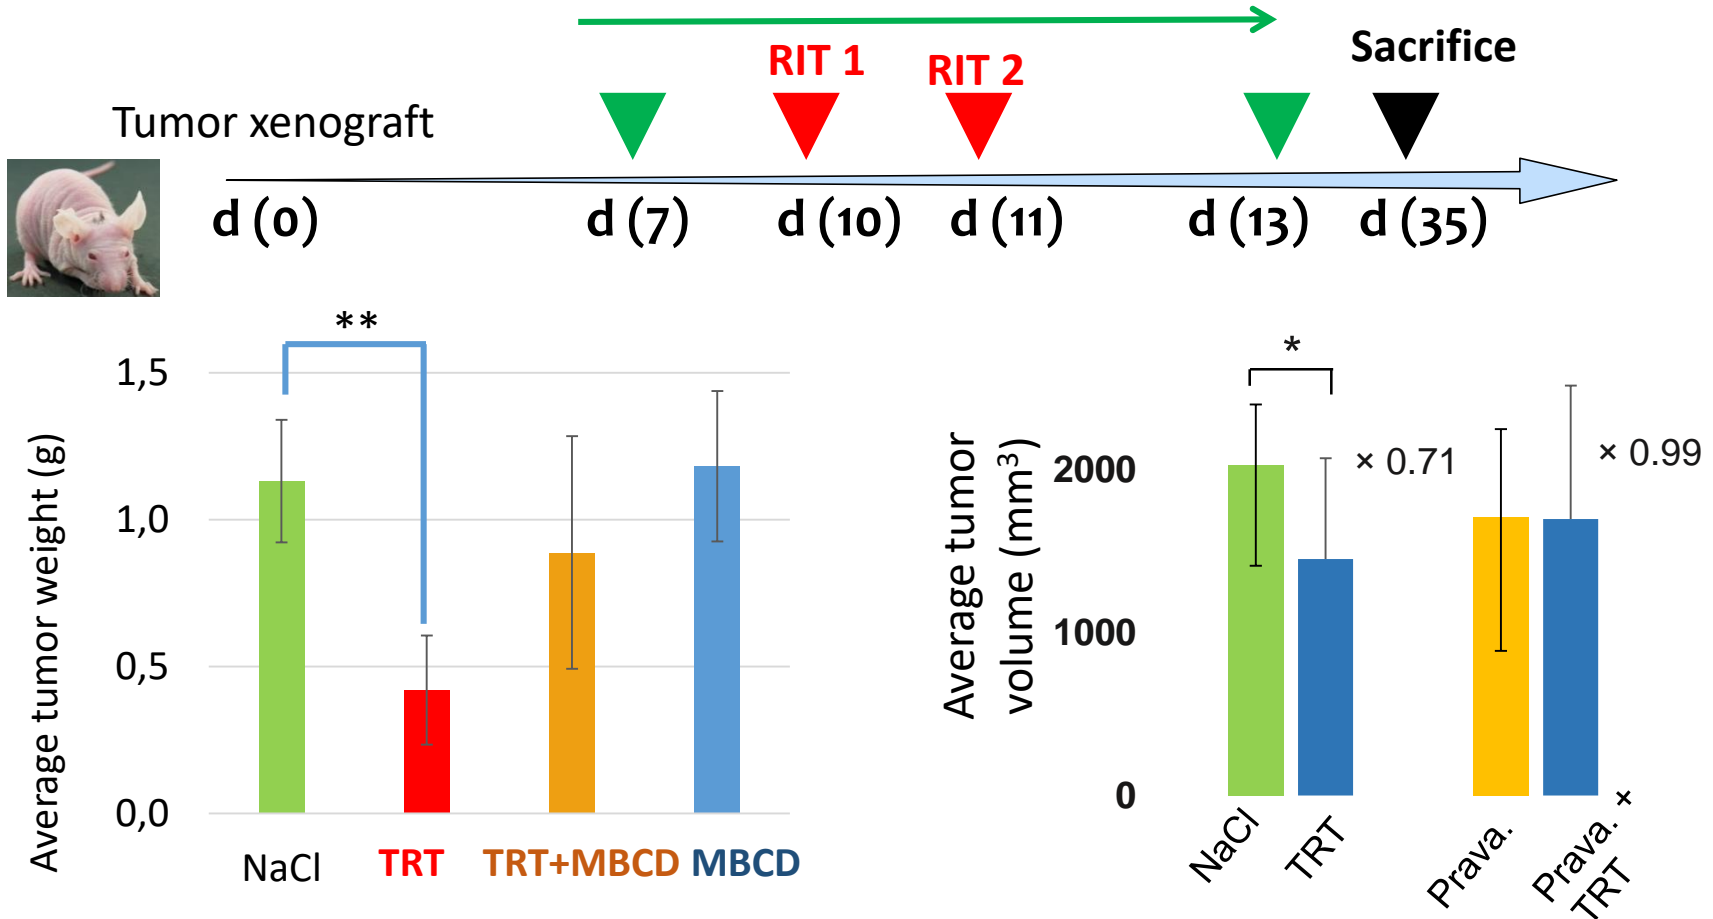 RIT 1
RIT 2
Sacrifice
Tumor xenograft
d (0)
d (7)
d (10)
d (11)
d (13)
d (35)
**
1,5
1,0
0,5
0,0
Average tumor weight (g)
NaCl
TRT
TRT+MBCD
MBCD
*
× 0.71
× 0.99
2000
1000
0
Average tumor
volume (mm³)
NaCl
TRT
Prava.
Prava. +
TRT